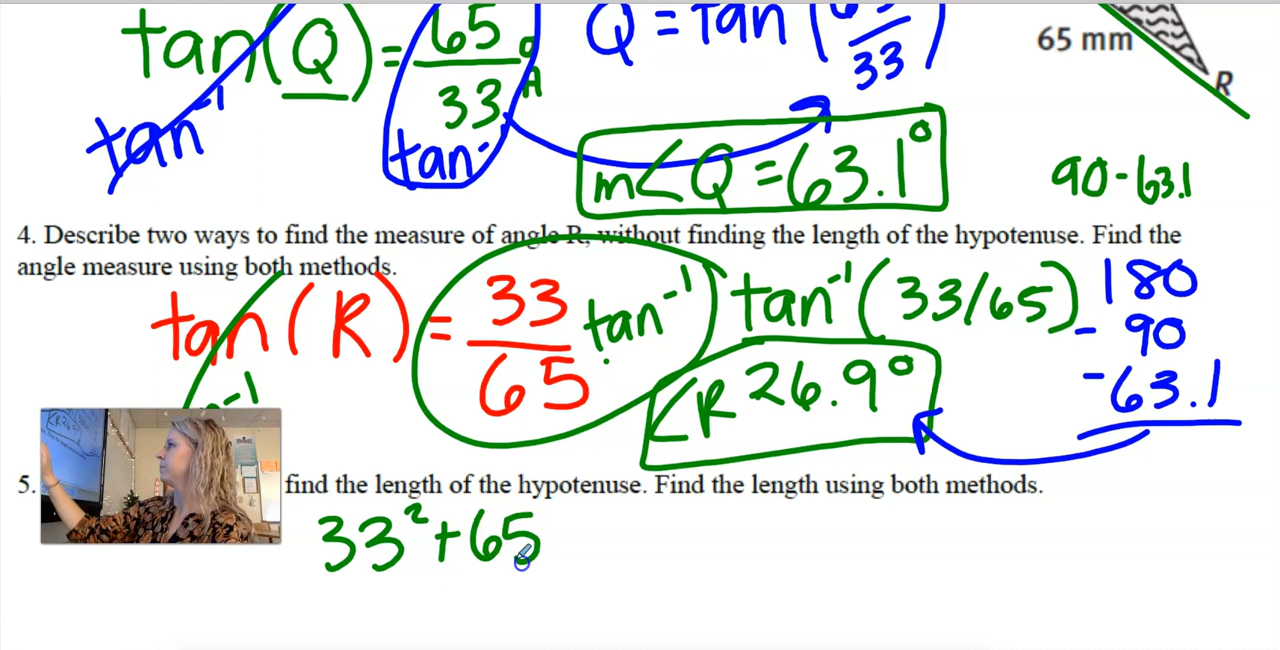 tan(Q) = 65/33 O A
Q = tan ( /33)
65 mm
R
tan⁻¹
tan⁻
m∠Q = 63.1°
90-63.1
4. Describe two ways to find the measure of angle R, without finding the length of the hypotenuse. Find the
angle measure using both methods.
tan(R) = 33/65 tan⁻¹
tan⁻¹(33/65)
180
- 90
-63.1
∠R 26.9°
n⁻¹
5.
find the length of the hypotenuse. Find the length using both methods.
33² + 65